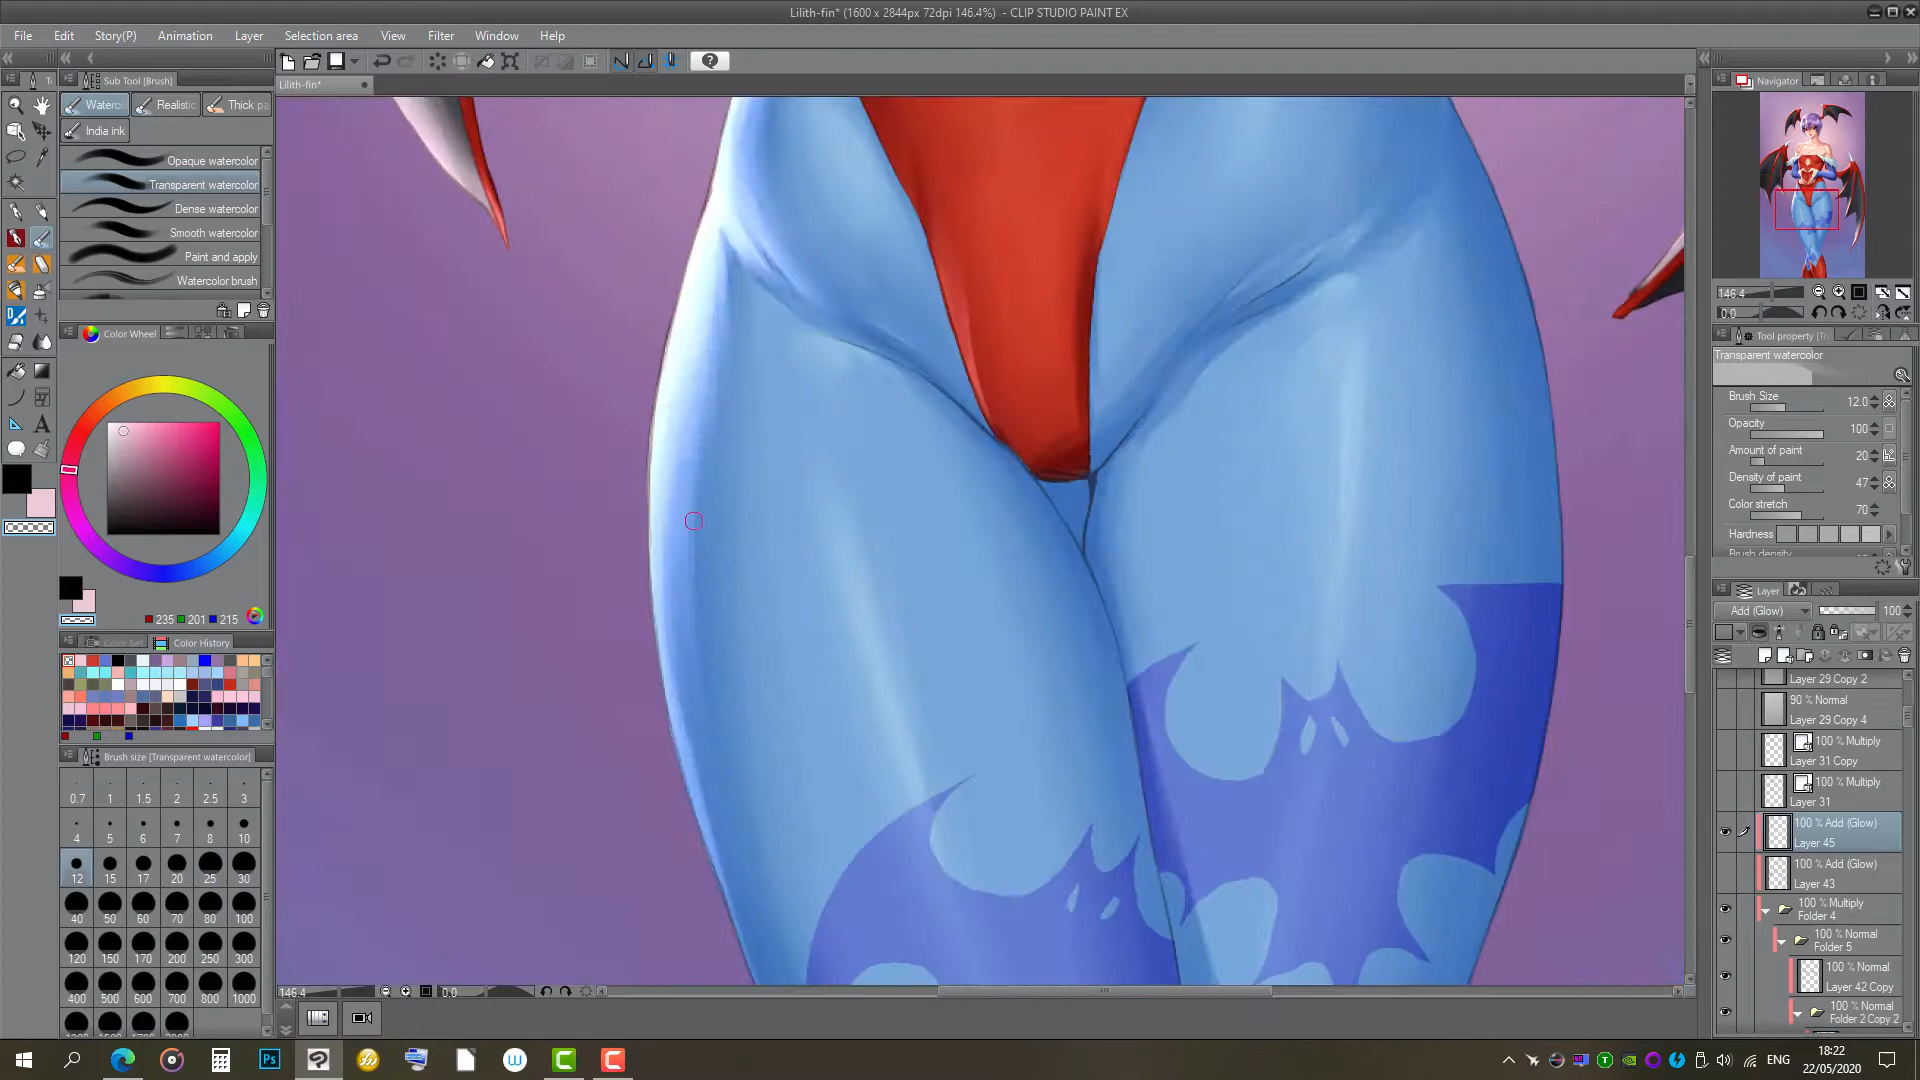 Lilith-fin* (1600 x 2844px 72dpi 146.4%)  - CLIP STUDIO PAINT EX
File Edit Story(P) Animation Layer Selection area View Filter Window Help
Sub Tool [Brush]
Lilith-fin*
Navigator
Waterco Realistic Thick pa
India ink
Opaque watercolor
Transparent watercolor
Dense watercolor
Smooth watercolor
Paint and apply
Watercolor brush
146.4
0.0
Color Wheel
Tool property [Tr
Transparent watercolor
Brush Size 12.0
Opacity 100
Amount of paint 20
Density of paint 47
Color stretch 70
Hardness
Brush density
235 201 215
Layer
Add (Glow) 100
Color Set Color History
Layer 29 Copy 2
90 % Normal
Layer 29 Copy 4
100 % Multiply
Layer 31 Copy
100 % Multiply
Layer 31
100 % Add (Glow)
Layer 45
100 % Add (Glow)
Layer 43
100 % Multiply
Folder 4
100 % Normal
Folder 5
100 % Normal
Layer 42 Copy
100 % Normal
Folder 2 Copy 2
Brush size [Transparent watercolor]
0.7 1 1.5 2 2.5 3
4 5 6 7 8 10
12 15 17 20 25 30
40 50 60 70 80 100
120 150 170 200 250 300
400 500 600 700 800 1000
146.4 0.0
Ps
W
ENG
18:22
22/05/2020